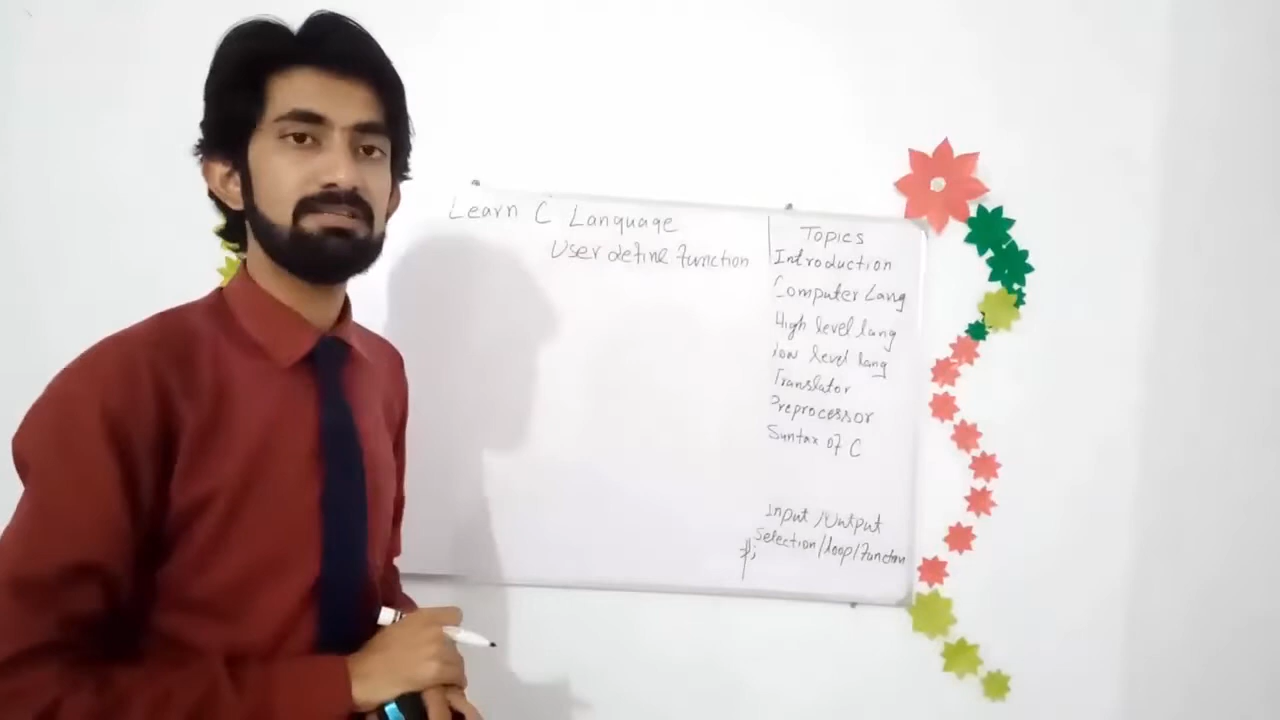 Learn C Language
User define Function
Topics
Introduction
Computer Lang
High level lang
low level lang
Translator
Preprocessor
Suntax of C
Input /Output
Selection/loop/Function